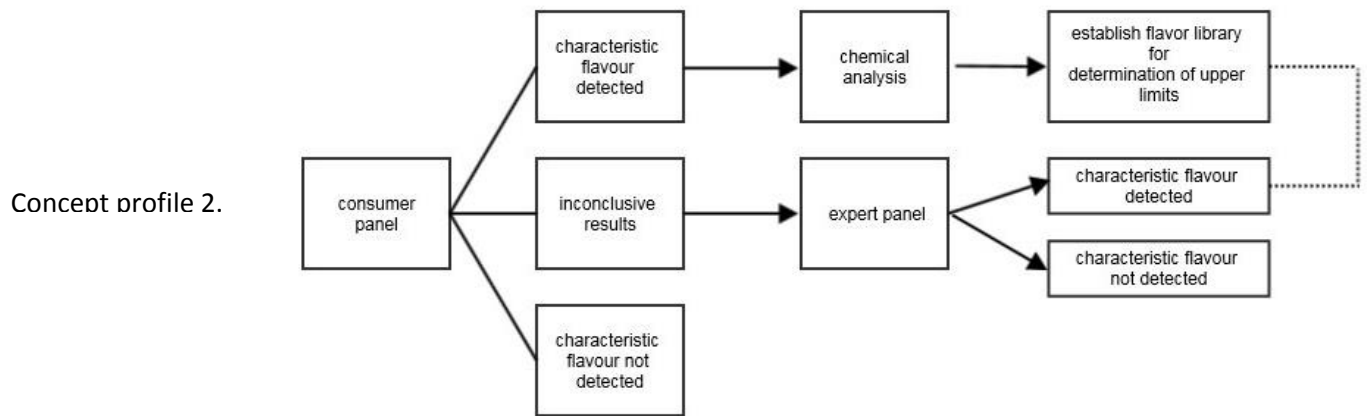 characteristic
flavour
detected
chemical
analysis
establish flavor library
for
determination of upper
limits
Concept profile 2.
consumer
panel
inconclusive
results
expert panel
characteristic flavour
detected
characteristic flavour
not detected
characteristic
flavour not
detected